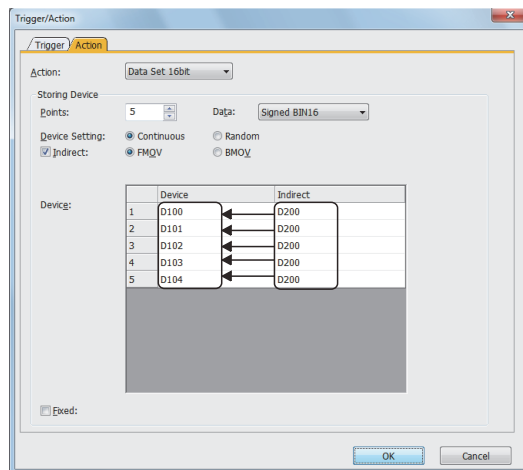 Trigger/Action
x
Trigger Action
Action: Data Set 16bit
Storing Device
Points: 5 Data: Signed BIN16
Device Setting: Continuous Random
Indirect: FMOV BMOV
Device:
Device Indirect
1 D100 D200
2 D101 D200
3 D102 D200
4 D103 D200
5 D104 D200
Fixed:
OK Cancel